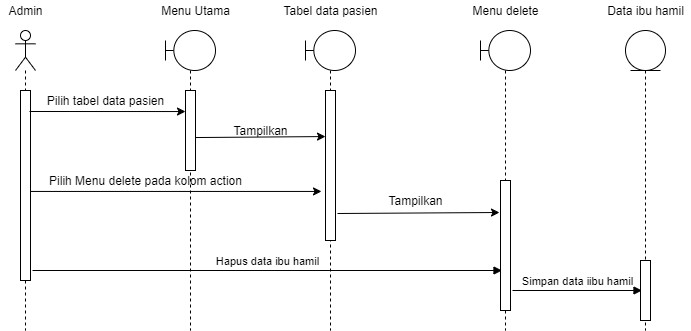 Admin
Menu Utama
Tabel data pasien
Menu delete
Data ibu hamil
Pilih tabel data pasien
Tampilkan
Pilih Menu delete pada kolom action
Tampilkan
Hapus data ibu hamil
Simpan data iibu hamil